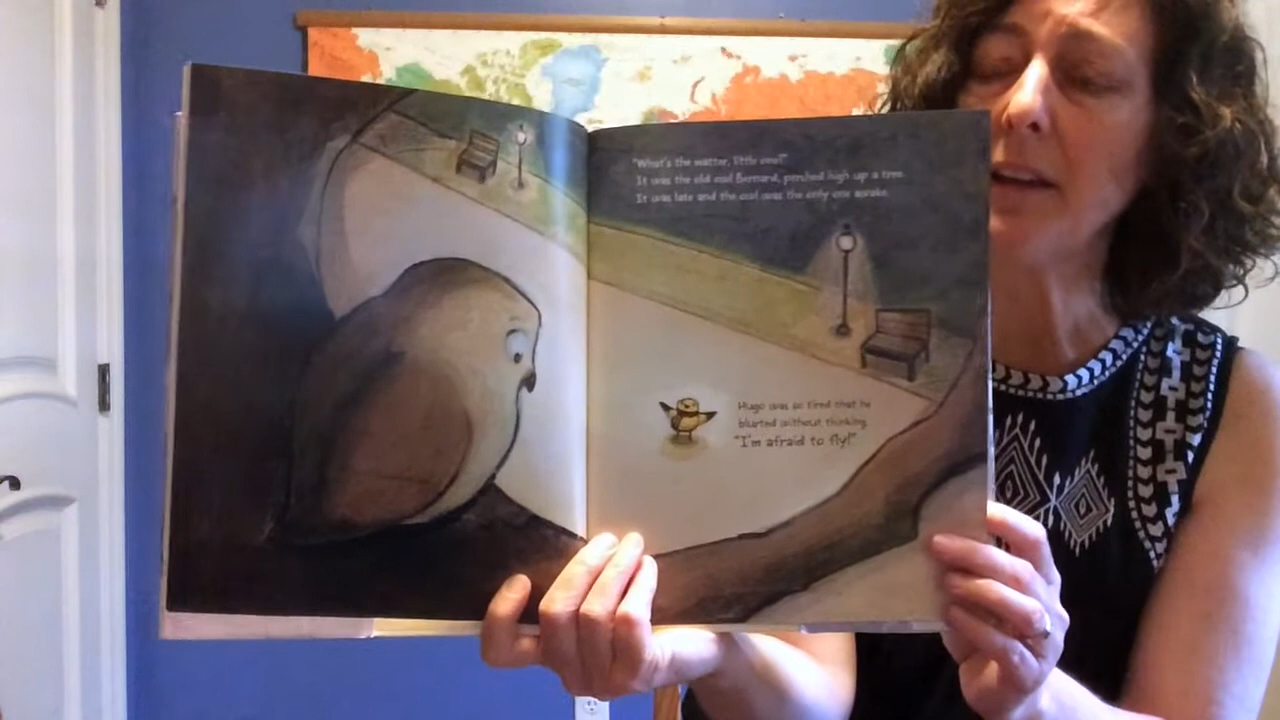 "What's the matter, little one?"
It was the old owl Bernard, perched high up a tree.
It was late and the owl was the only one awake.
Hugo was so tired that he
blurted without thinking,
"I'm afraid to fly!"